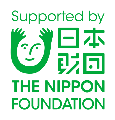 Supported by
日本
財団
THE NIPPON
FOUNDATION